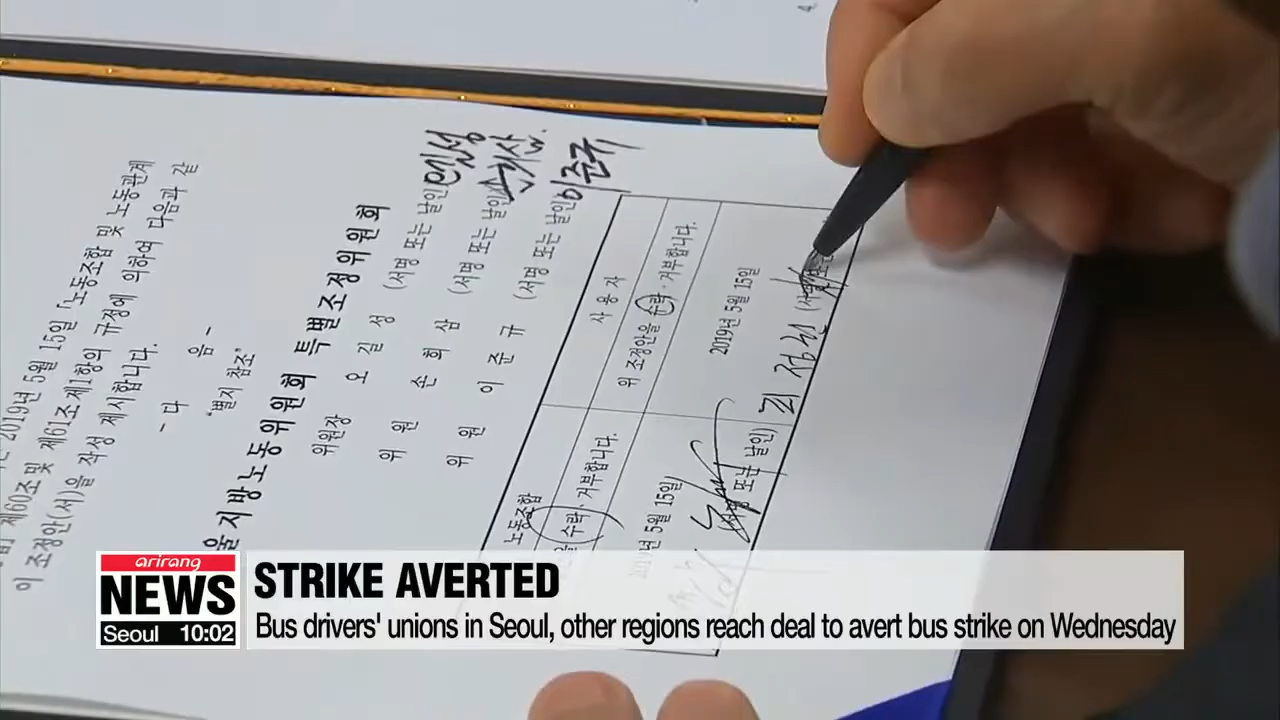 2019년 5월 15일 「노동조합 및 노동관계
제60조 및 제61조 제1항의 규정에 의하여 다음과 같
이 조정안(서)을 작성 제시합니다.
- 다 음 -
"별지 참조"
울지방노동위원회 특별조정위원회
위원장 오 길 성 (서명 또는 날인) 오길성
위 원 손 희 삼 (서명 또는 날인)
위 원 이 준 규 (서명 또는 날인) 이준규
노동조합 사 용 자
수락 · 거부합니다. 위 조정안을 수락 · 거부합니다.
5월 15일 2019년 5월 15일
또는 날인)
arirang
NEWS
Seoul 10:02
STRIKE AVERTED
Bus drivers' unions in Seoul, other regions reach deal to avert bus strike on Wednesday